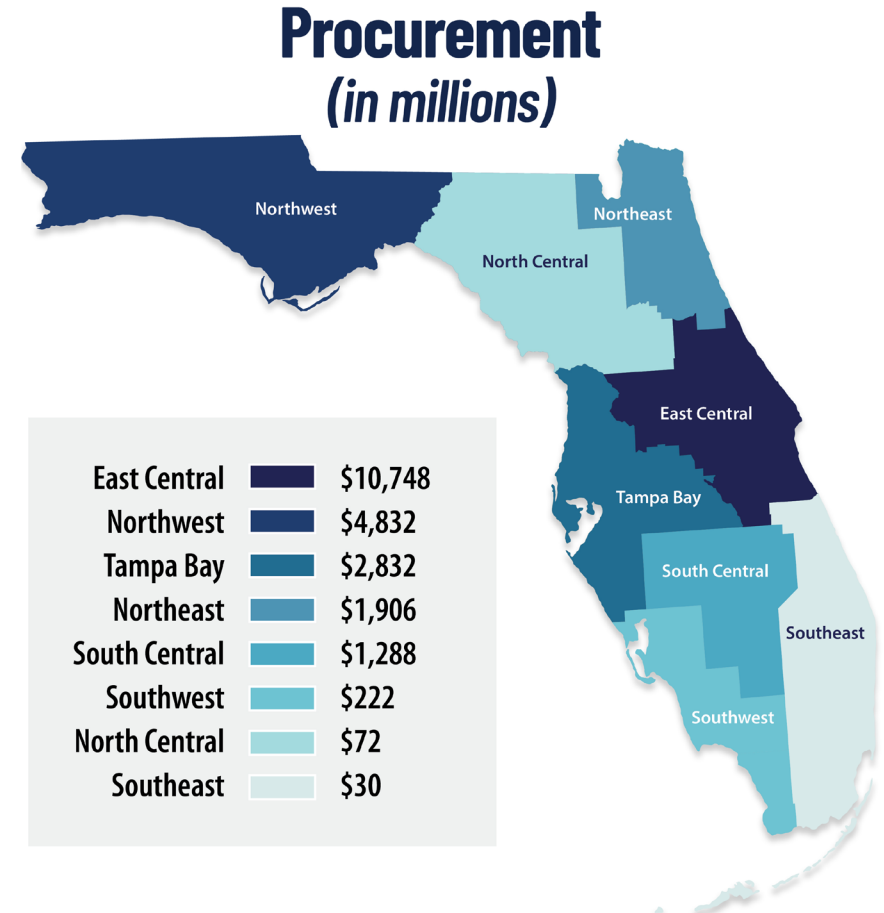 Procurement
(in millions)
Northwest
Northeast
North Central
East Central
Tampa Bay
South Central
Southeast
Southwest
East Central $10,748
Northwest $4,832
Tampa Bay $2,832
Northeast $1,906
South Central $1,288
Southwest $222
North Central $72
Southeast $30